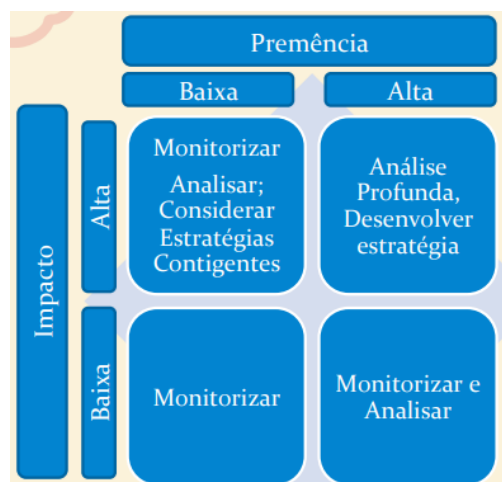 Premência
Baixa
Alta
Impacto
Alta
Monitorizar
Analisar;
Considerar
Estratégias
Contigentes
Análise
Profunda,
Desenvolver
estratégia
Baixa
Monitorizar
Monitorizar e
Analisar